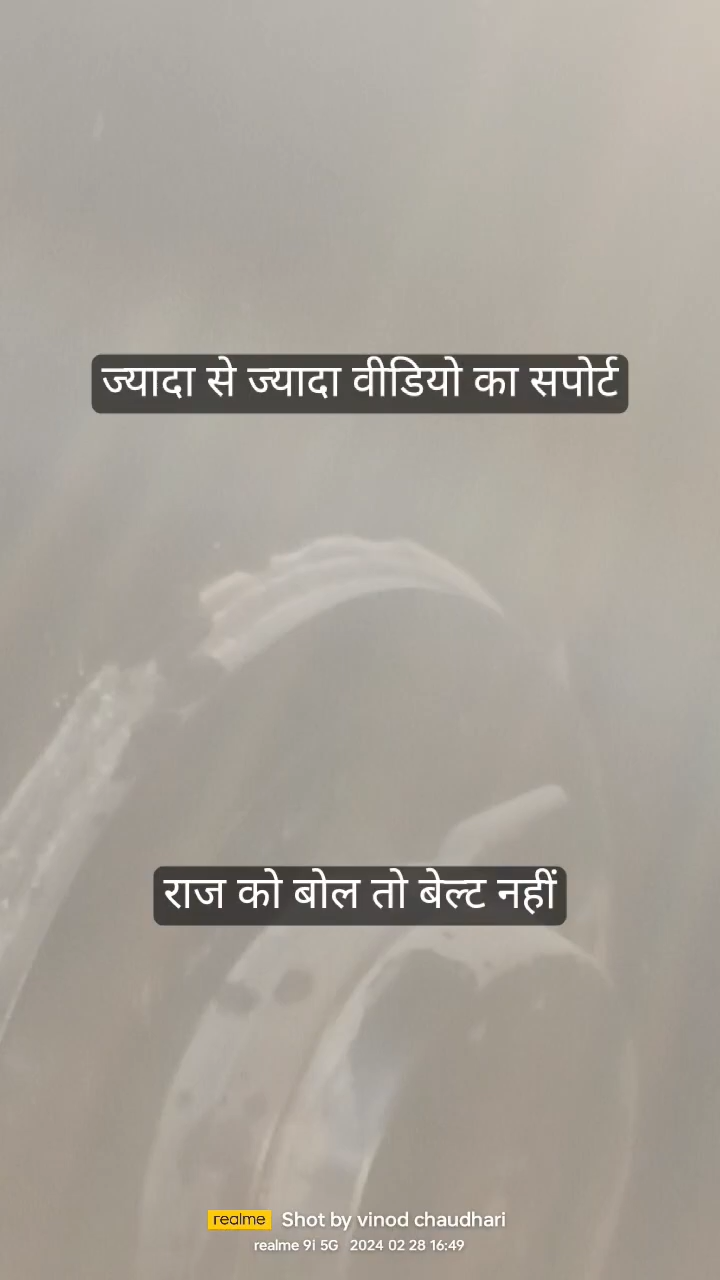 ज्यादा से ज्यादा वीडियो का सपोर्ट
राज को बोल तो बेल्ट नहीं
realme Shot by vinod chaudhari
realme 9i 5G 2024 02 28 16:49